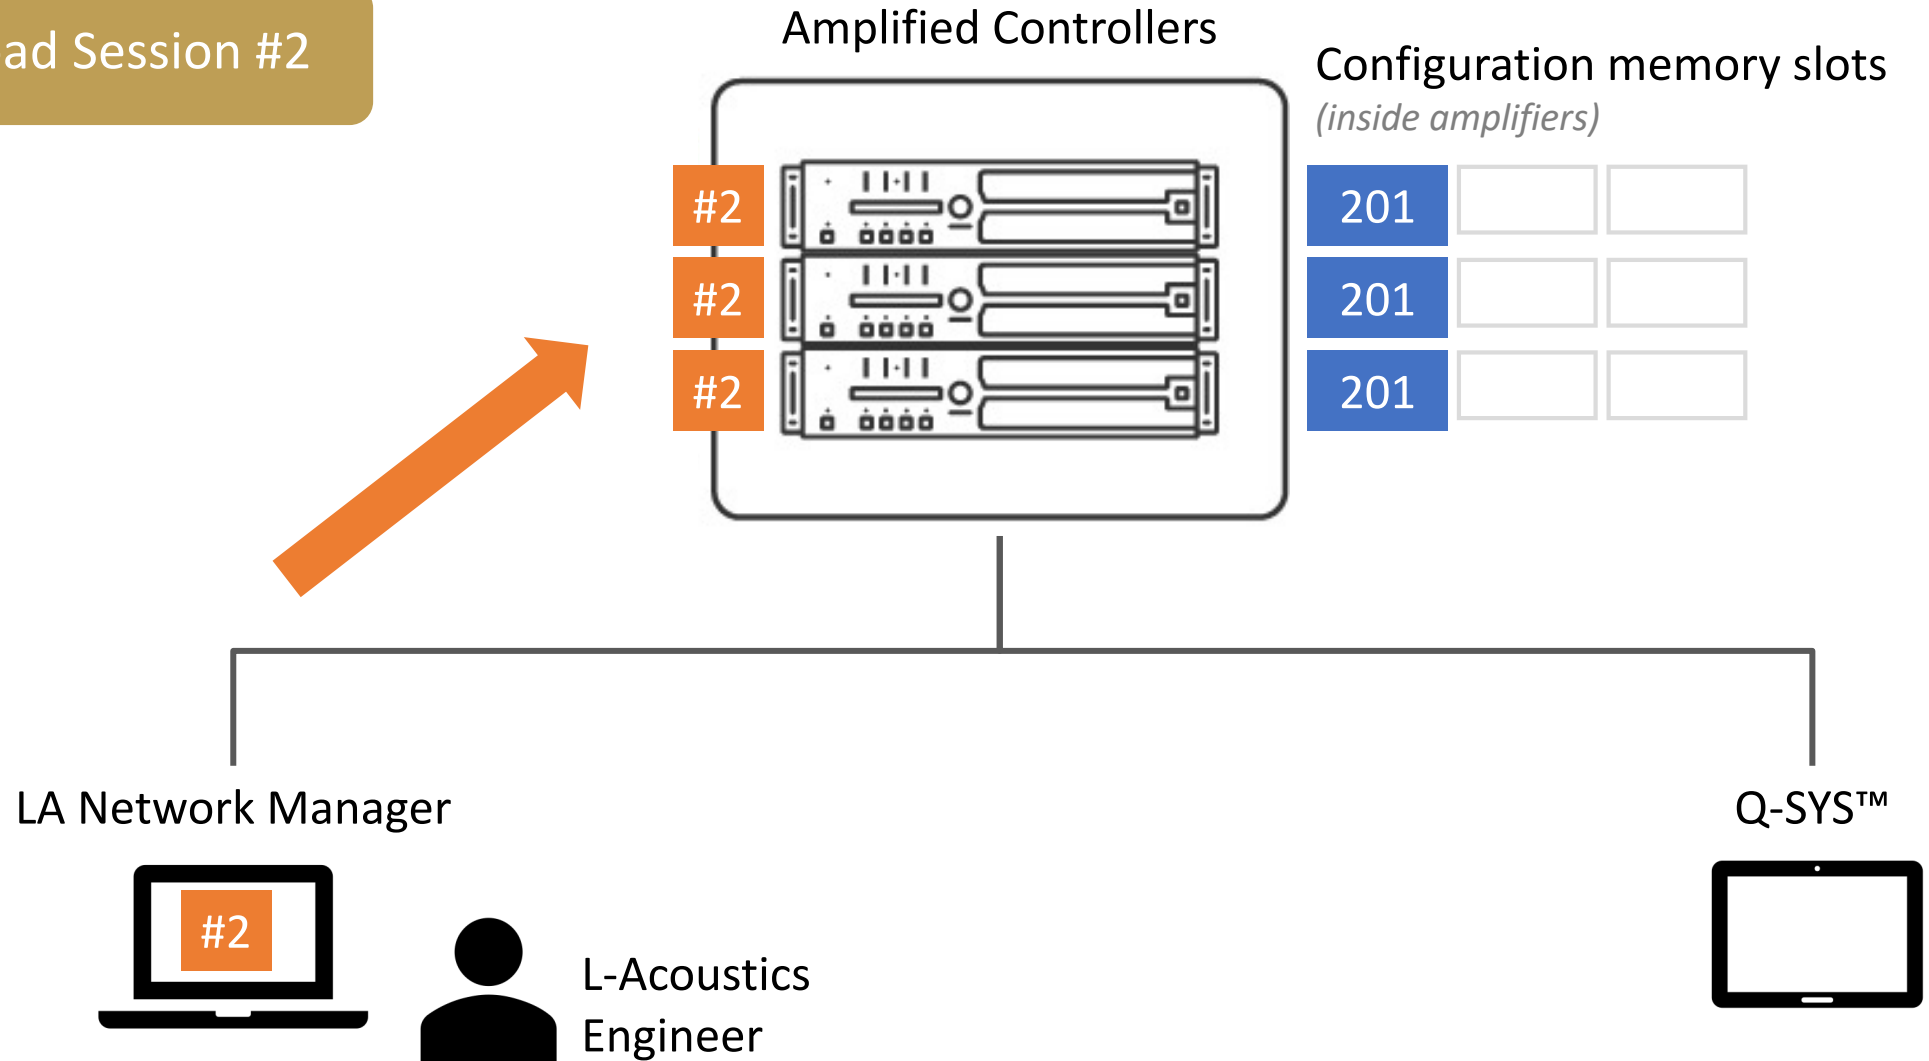 ad Session #2
Amplified Controllers
Configuration memory slots
(inside amplifiers)
#2
201
#2
201
#2
201
LA Network Manager
Q-SYS™
#2
L-Acoustics
Engineer